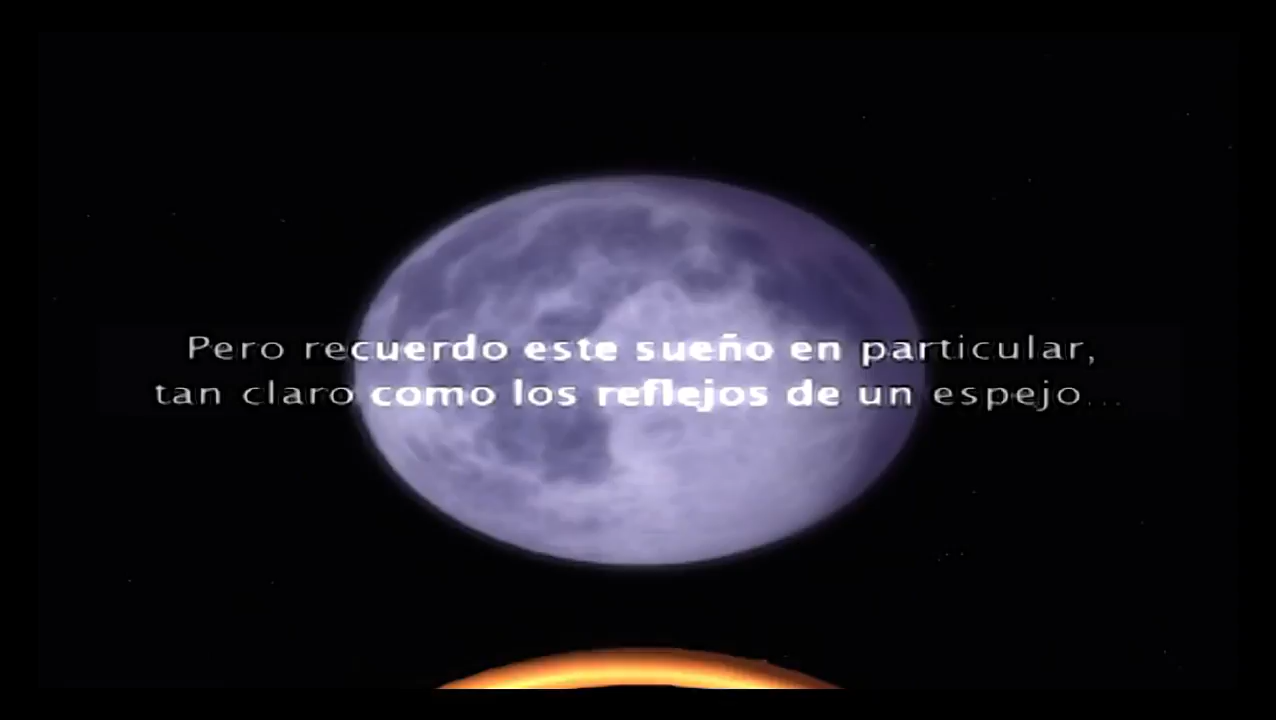 Pero recuerdo este sueño en particular,
tan claro como los reflejos de un espejo...